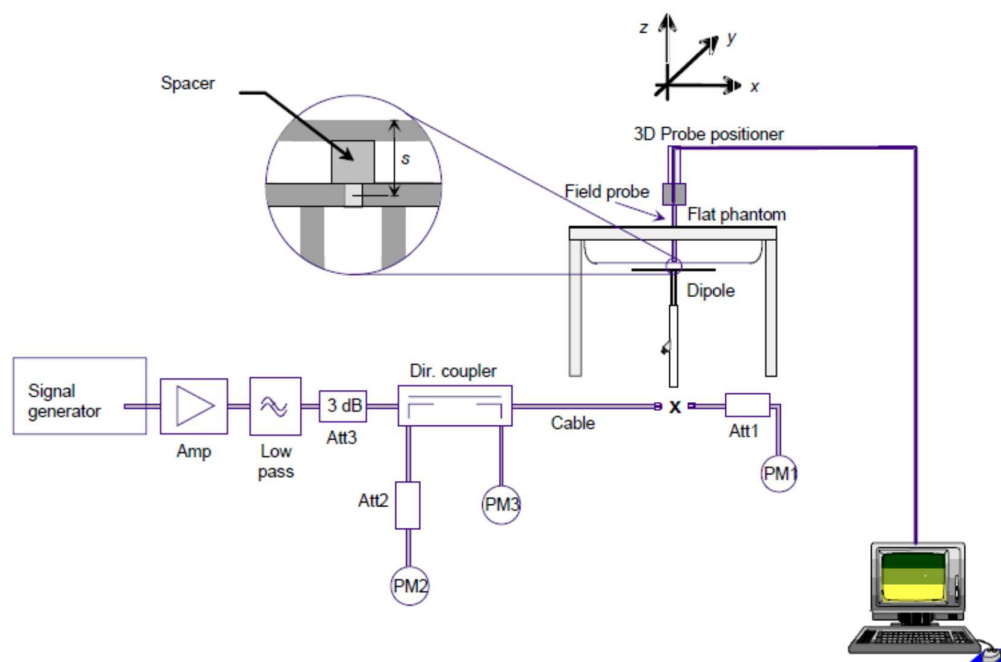 z
y
x
Spacer
s
3D Probe positioner
Field probe
Flat phantom
Dipole
Signal
generator
Amp
Low
pass
3 dB
Att3
Dir. coupler
Cable
X
Att1
PM1
Att2
PM3
PM2